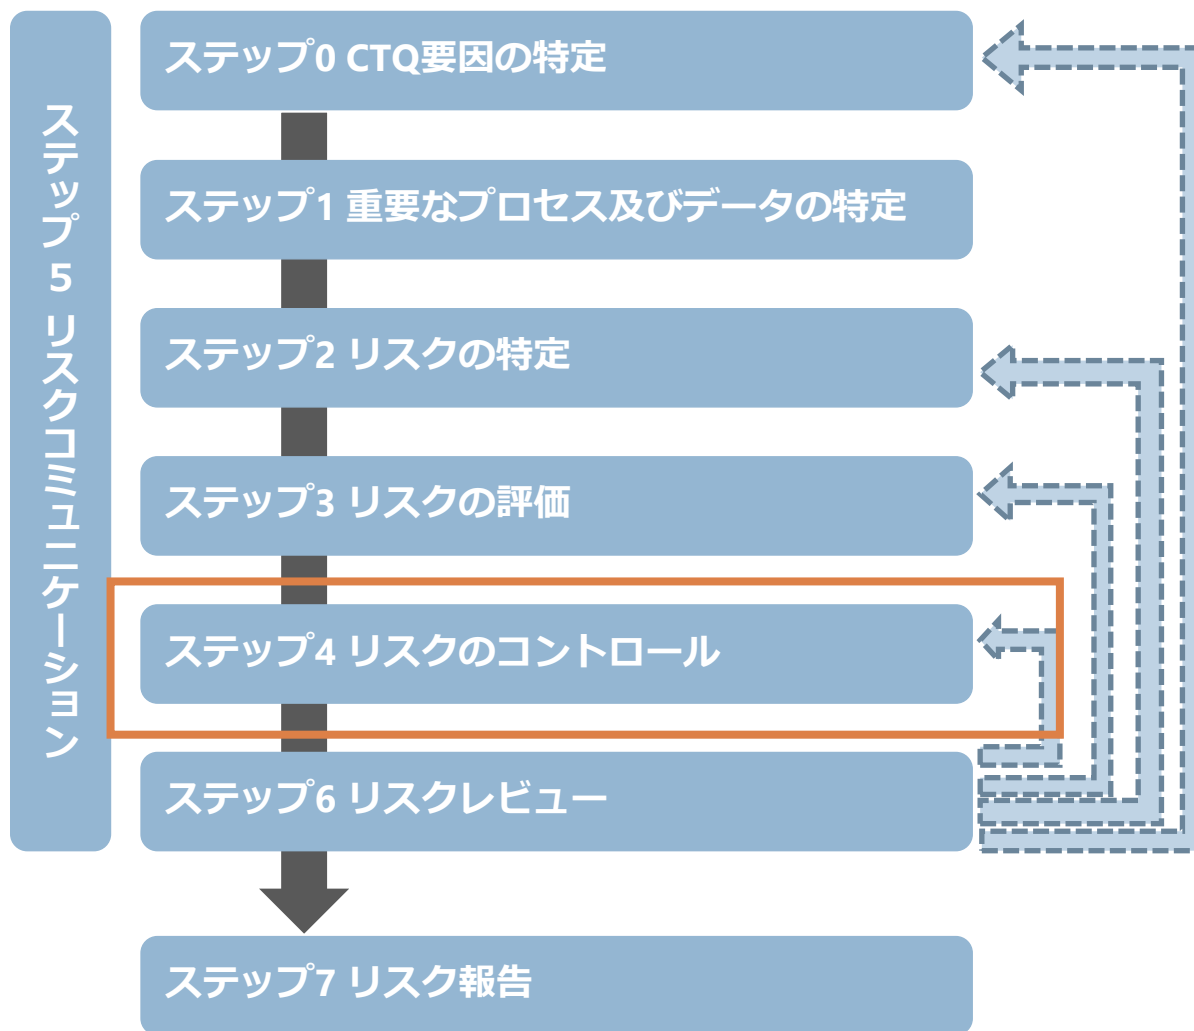 ステップ 5 リスクコミュニケーション
ステップ0 CTQ要因の特定
ステップ1 重要なプロセス及びデータの特定
ステップ2 リスクの特定
ステップ3 リスクの評価
ステップ4 リスクのコントロール
ステップ6 リスクレビュー
ステップ7 リスク報告